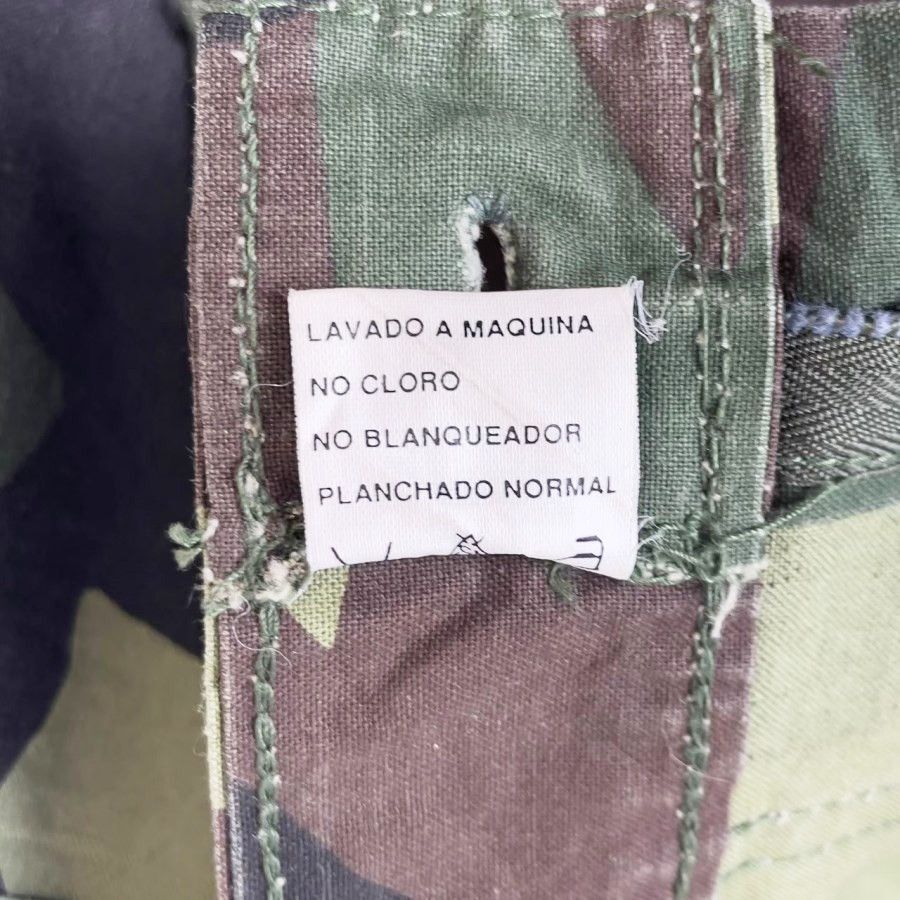 LAVADO A MAQUINA
NO CLORO
NO BLANQUEADOR
PLANCHADO NORMAL